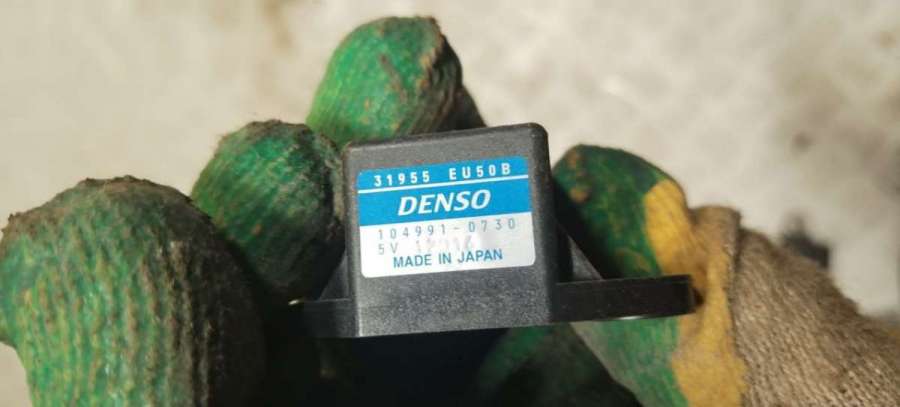 31955 EU50B
DENSO
104991-0730
5V
MADE IN JAPAN